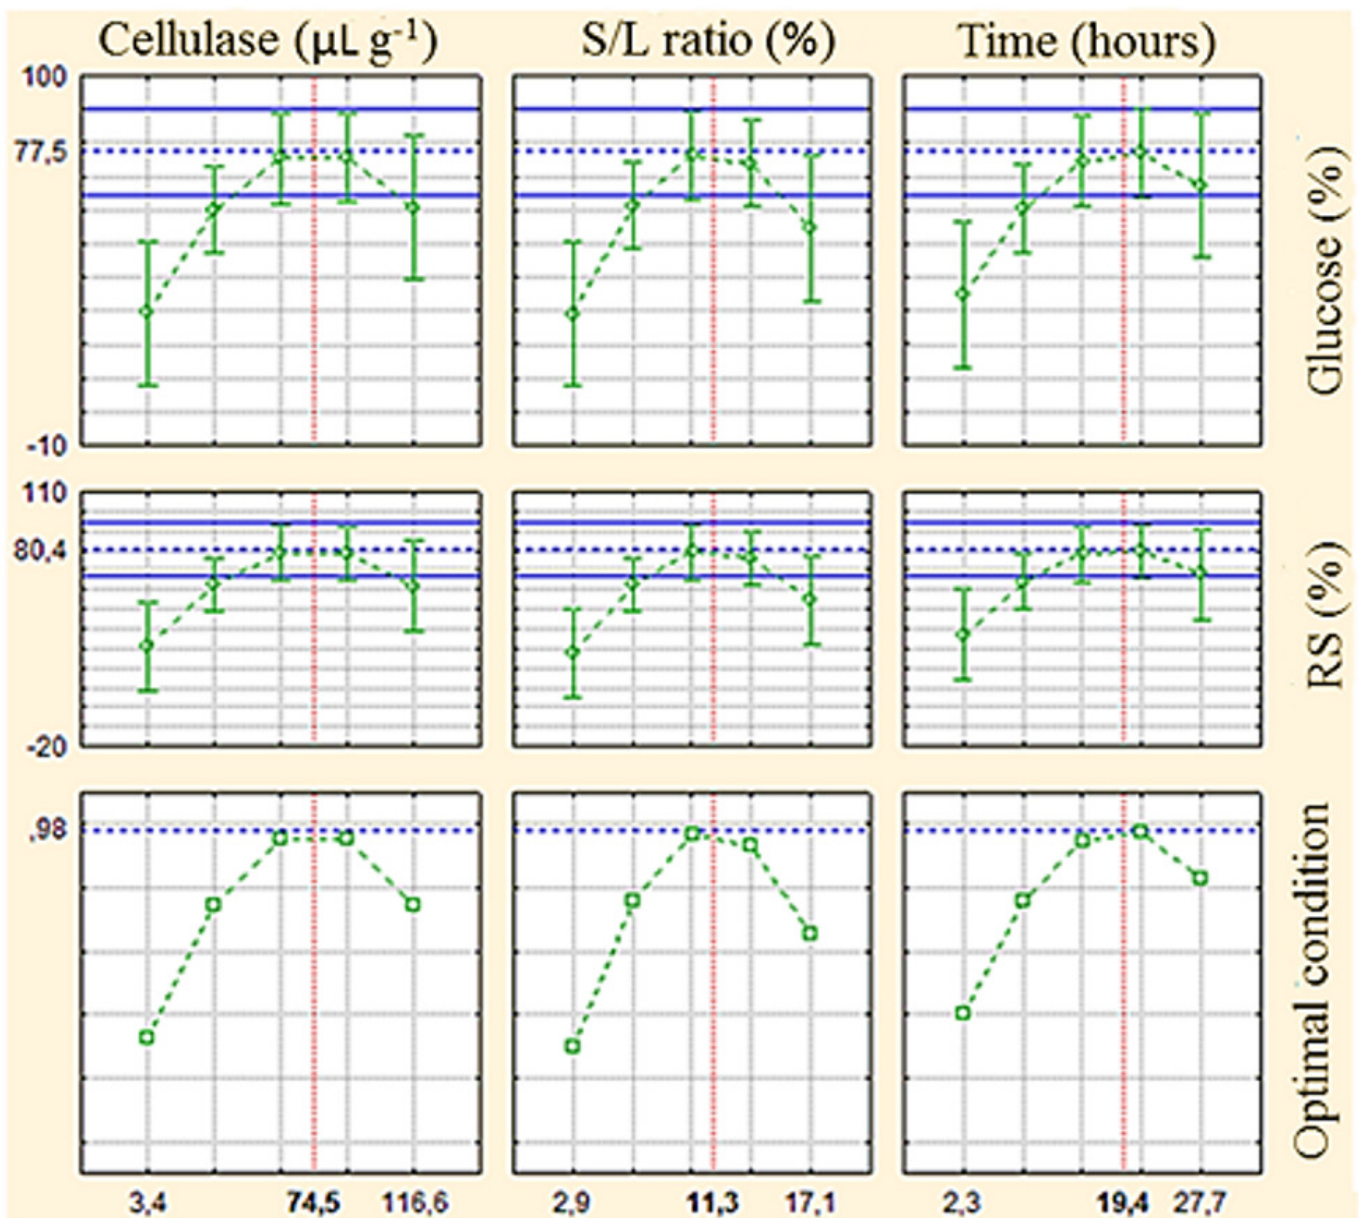 Cellulase (µL g-1) S/L ratio (%) Time (hours)
100
77,5
-10
Glucose (%)
110
80,4
-20
RS (%)
,98
Optimal condition
3,4 74,5 116,6 2,9 11,3 17,1 2,3 19,4 27,7